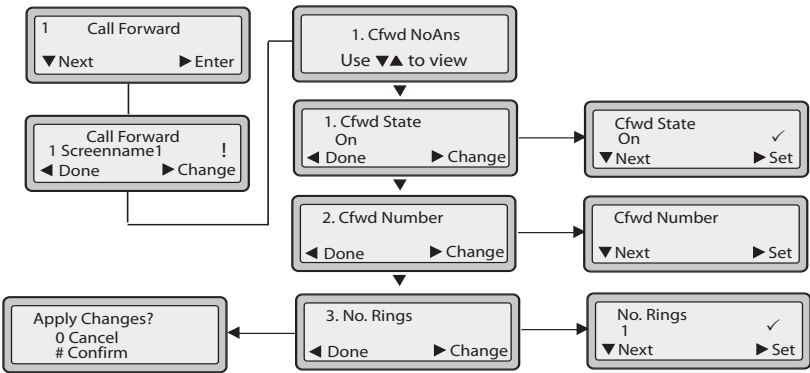 1 Call Forward
▼Next ►Enter
Call Forward
1 Screenname1 !
◄ Done ►Change
1. Cfwd NoAns
Use ▼▲ to view
1. Cfwd State
On
◄ Done ►Change
Cfwd State
On ✓
▼Next ►Set
2. Cfwd Number
◄ Done ►Change
Cfwd Number
▼Next ►Set
3. No. Rings
◄ Done ►Change
No. Rings
1 ✓
▼Next ►Set
Apply Changes?
0 Cancel
# Confirm